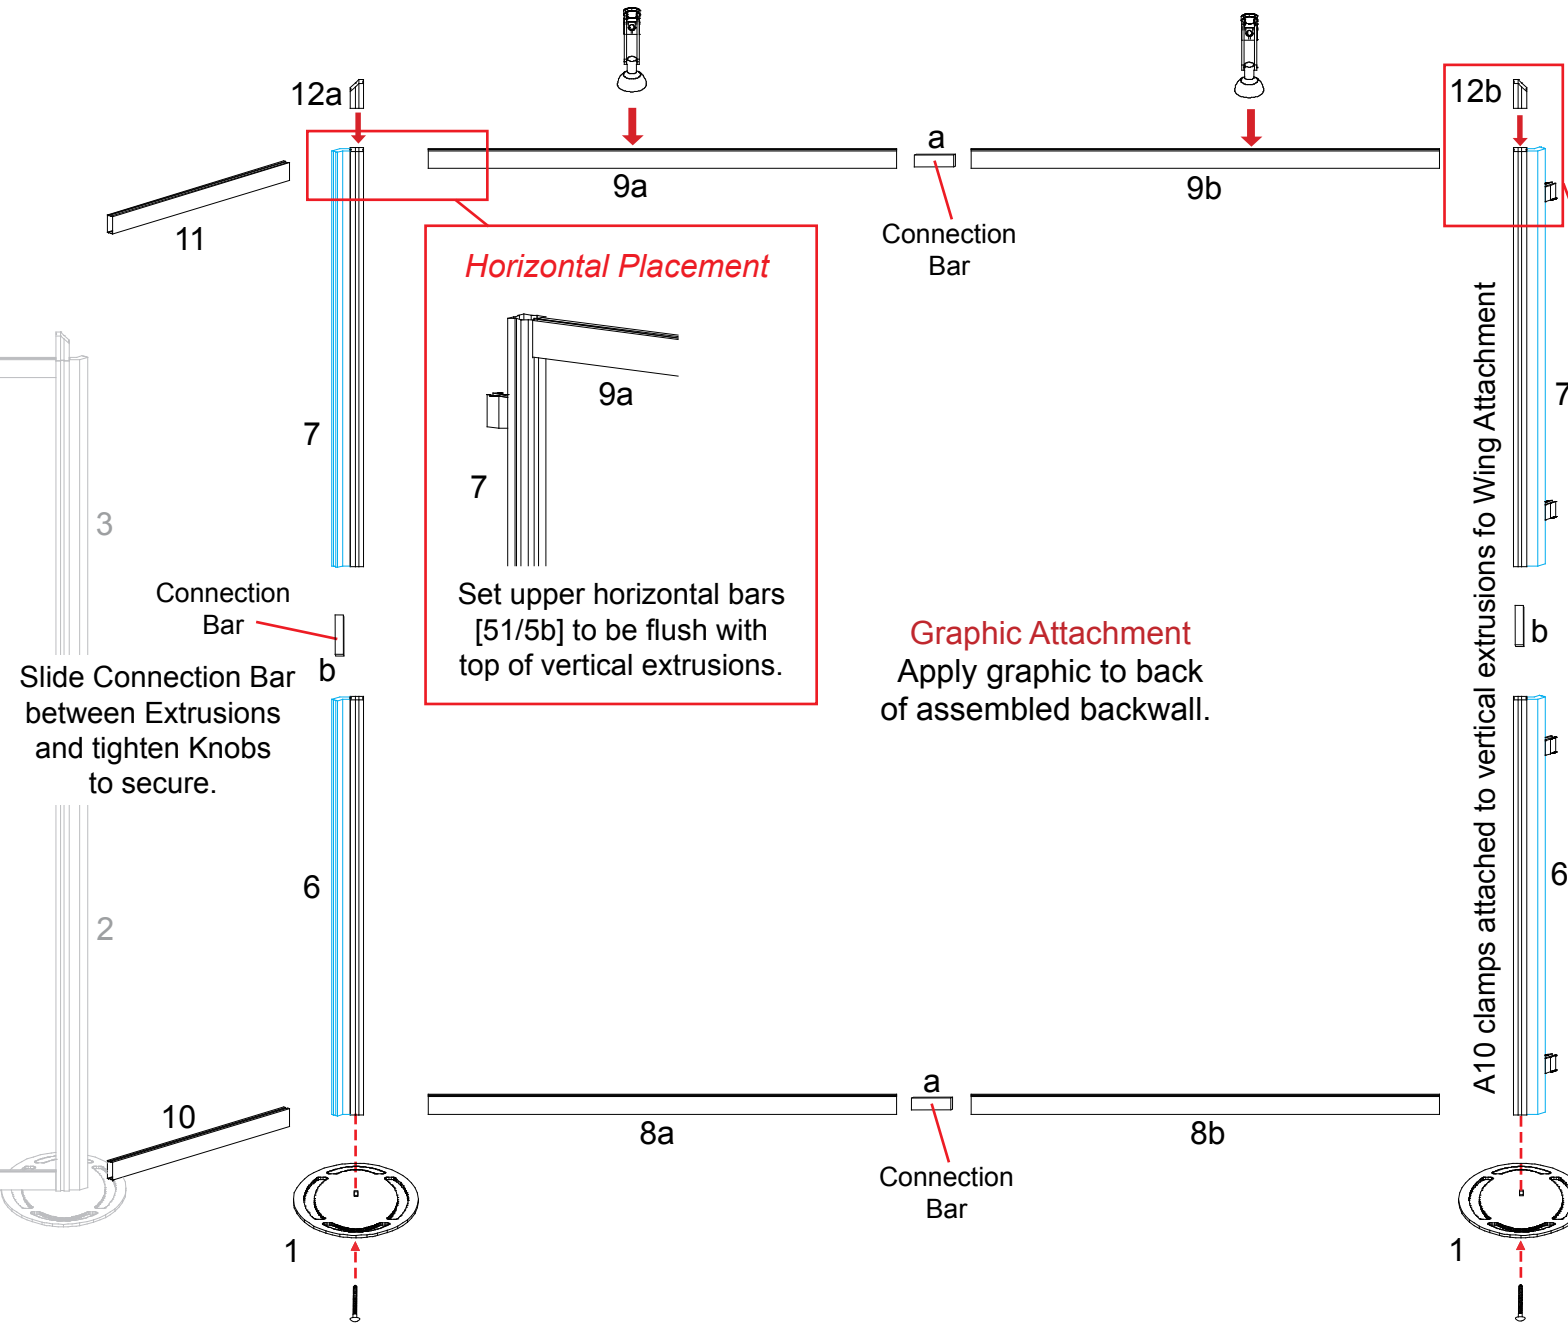 12a
12b
a
9a
9b
11
Connection
Bar
Horizontal Placement
9a
7
7
7
3
Set upper horizontal bars
[51/5b] to be flush with
top of vertical extrusions.
Connection
Bar
b
b
Slide Connection Bar
between Extrusions
and tighten Knobs
to secure.
Graphic Attachment
Apply graphic to back
of assembled backwall.
A10 clamps attached to vertical extrusions fo Wing Attachment
6
6
2
10
a
8a
8b
Connection
Bar
1
1